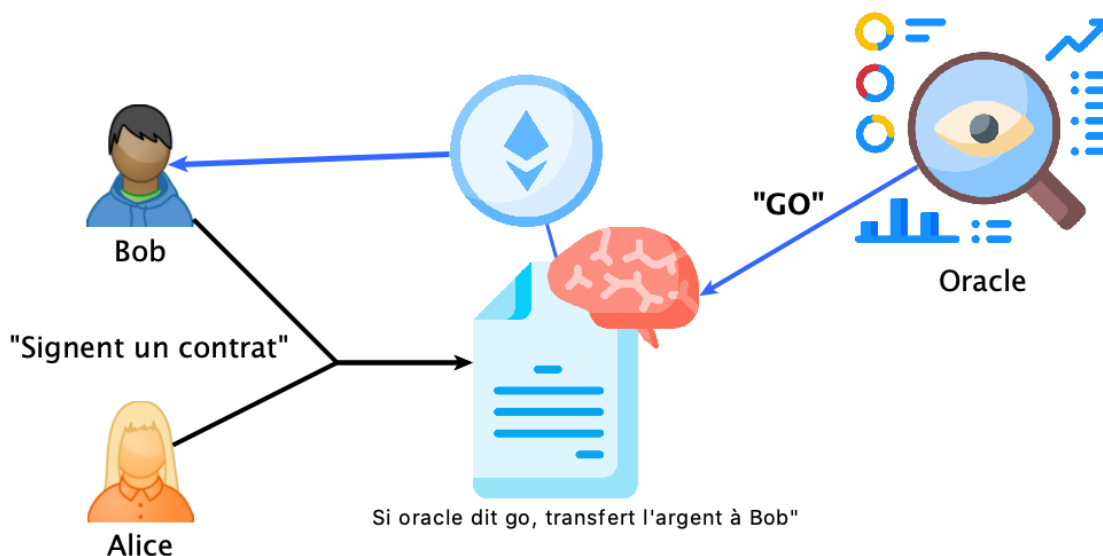 "GO"
Bob
Oracle
"Signent un contrat"
Si oracle dit go, transfert l'argent à Bob"
Alice